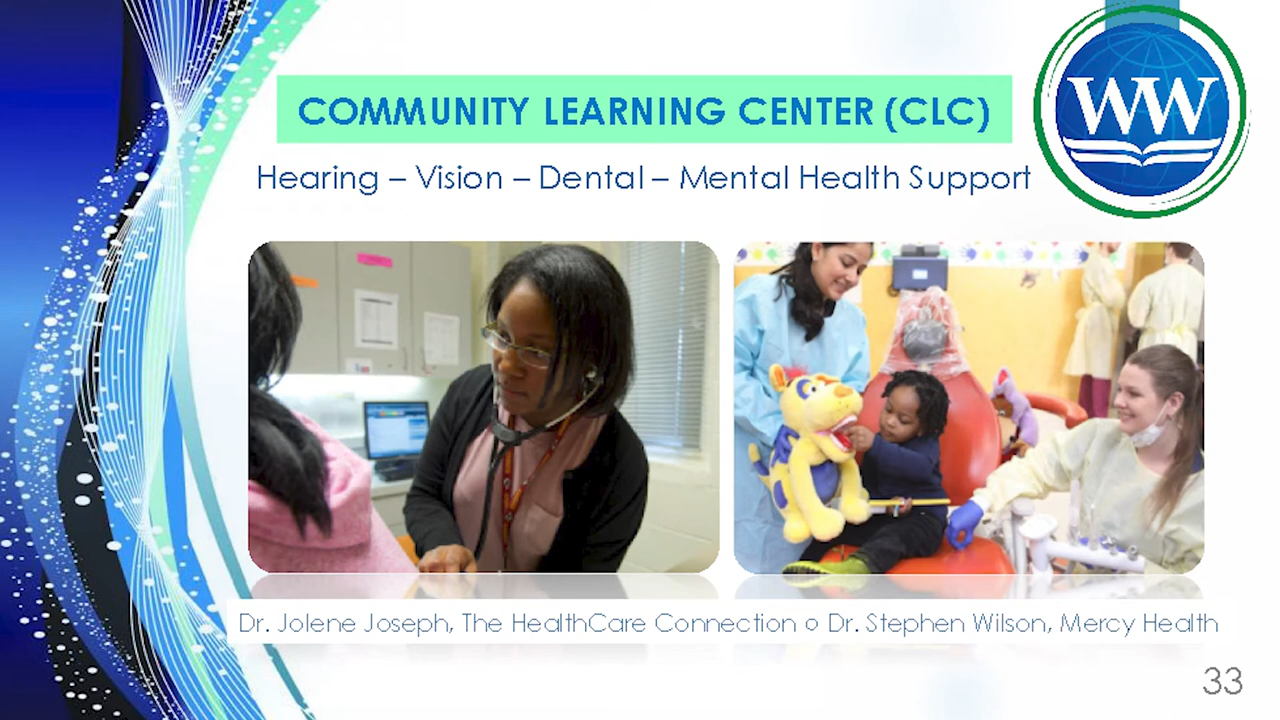 COMMUNITY LEARNING CENTER (CLC)
WW
Hearing – Vision – Dental – Mental Health Support
Dr. Jolene Joseph, The HealthCare Connection ○ Dr. Stephen Wilson, Mercy Health
33